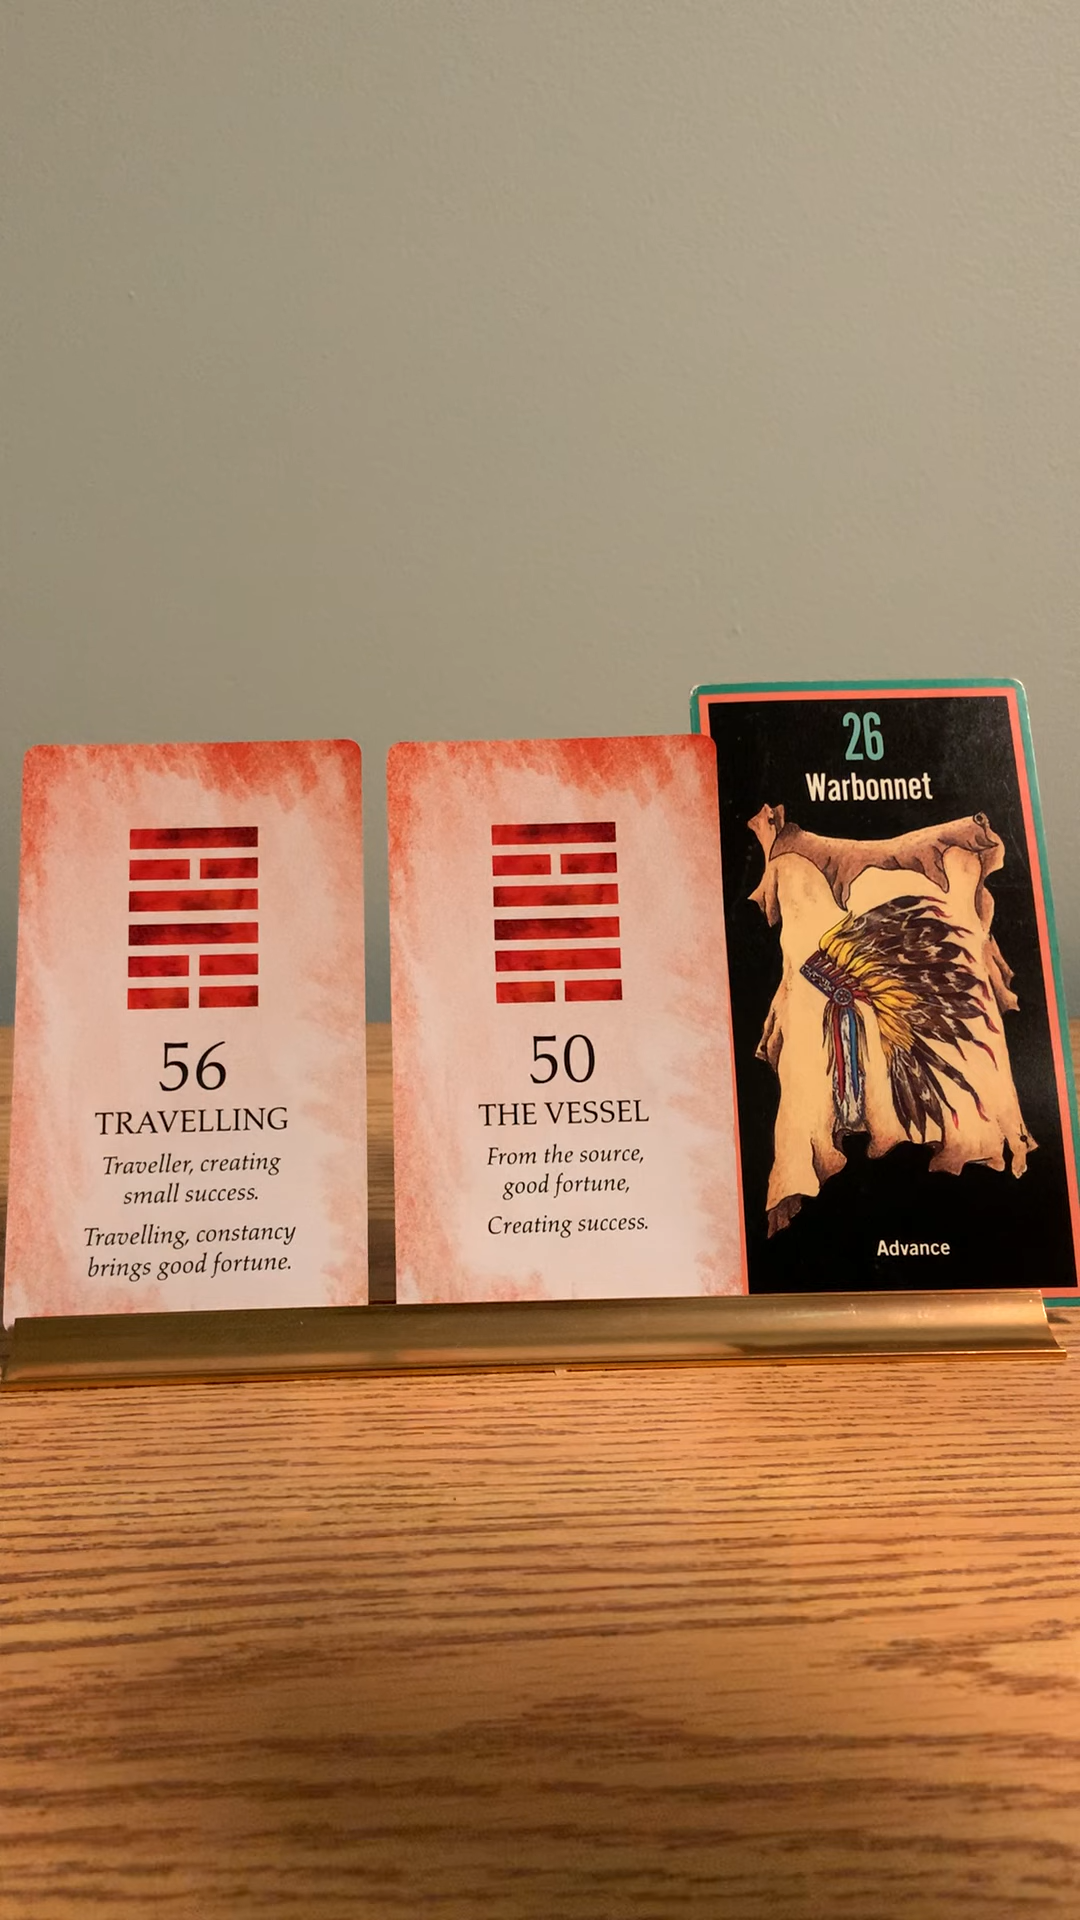 56
TRAVELLING
Traveller, creating
small success.
Travelling, constancy
brings good fortune.
50
THE VESSEL
From the source,
good fortune,
Creating success.
26
Warbonnet
Advance